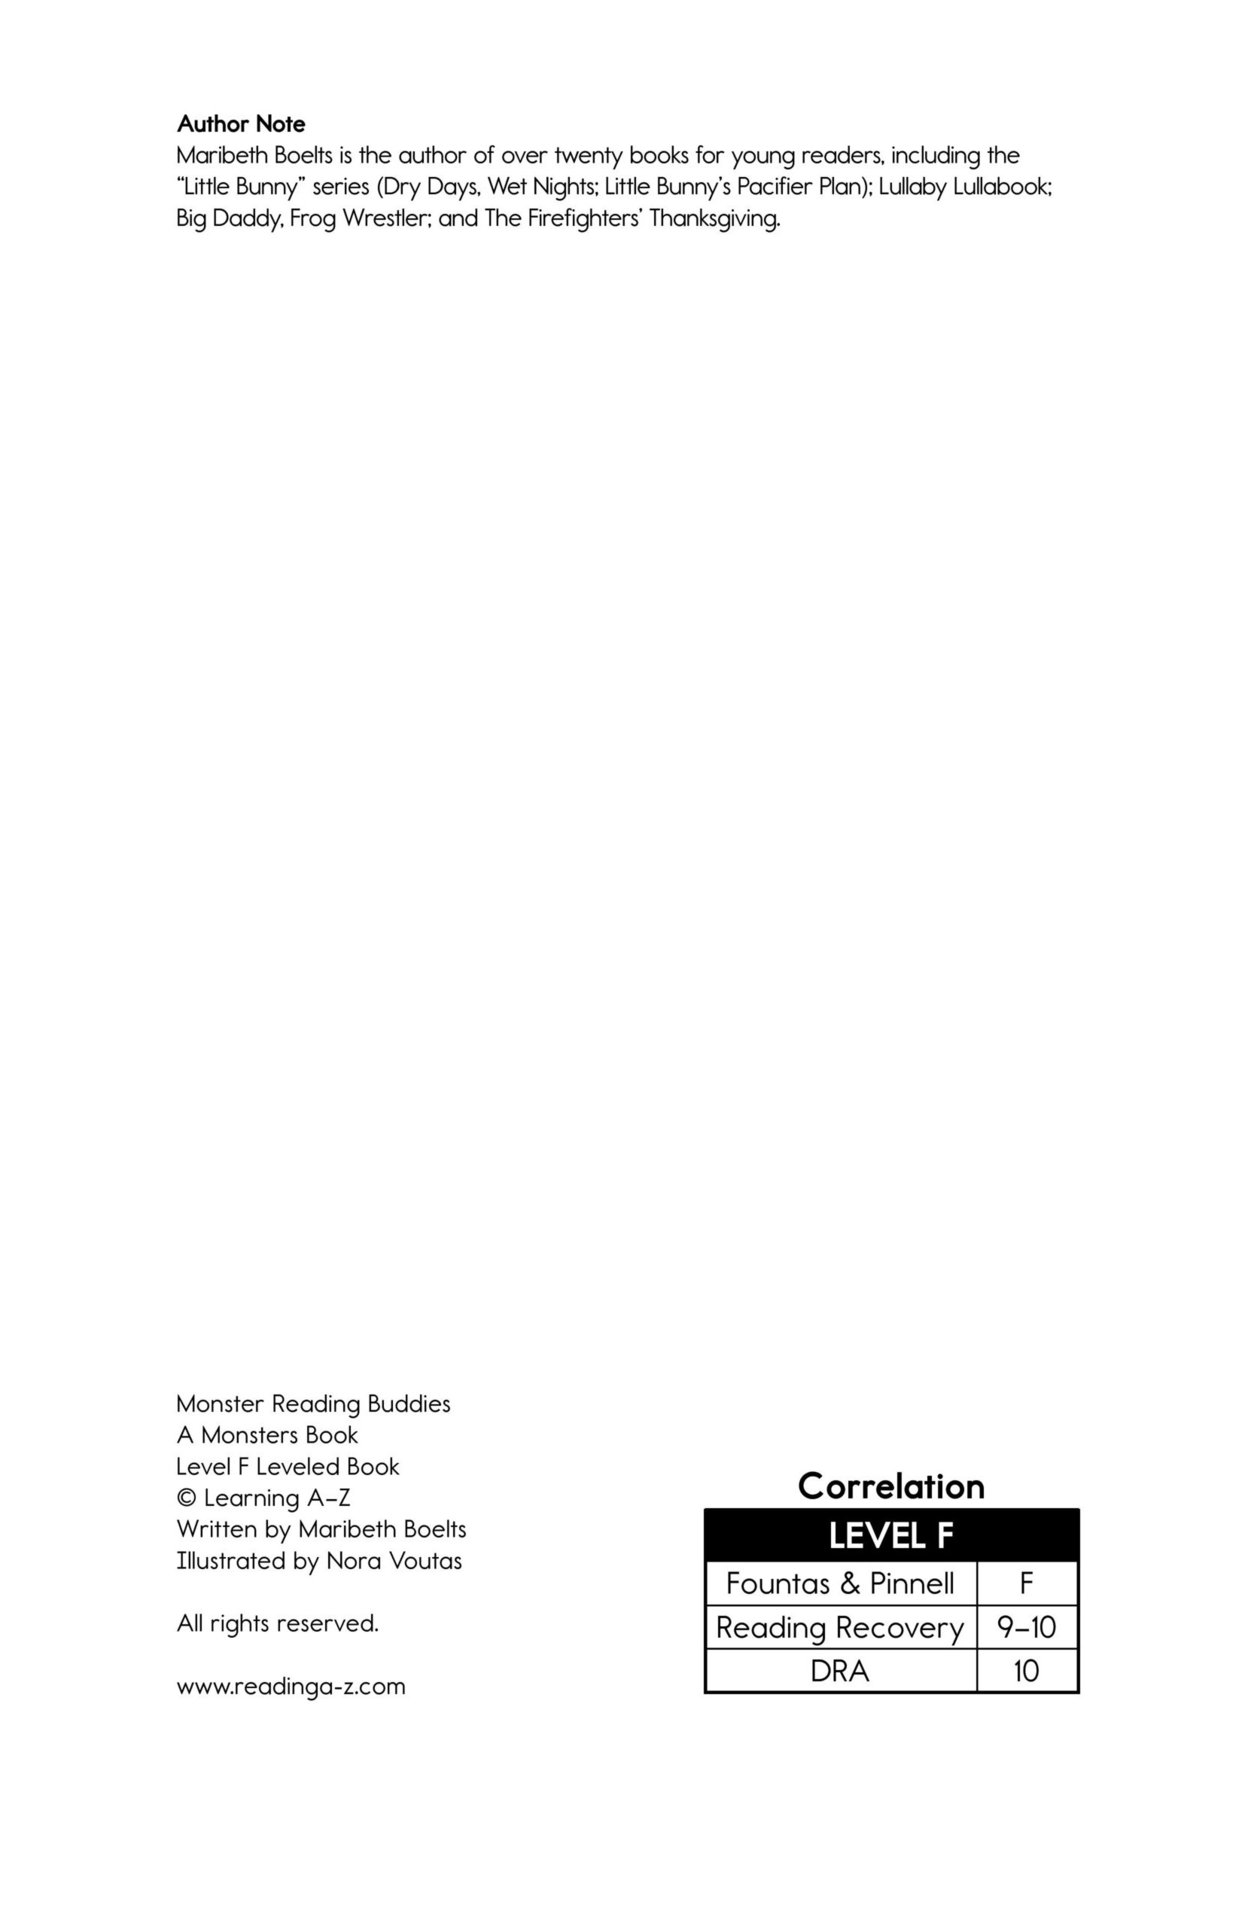 Author Note
Maribeth Boelts is the author of over twenty books for young readers, including the
“Little Bunny” series (Dry Days, Wet Nights; Little Bunny’s Pacifier Plan); Lullaby Lullabook;
Big Daddy, Frog Wrestler; and The Firefighters’ Thanksgiving.
Monster Reading Buddies
A Monsters Book
Level F Leveled Book
© Learning A–Z
Written by Maribeth Boelts
Illustrated by Nora Voutas
All rights reserved.
www.readinga-z.com
Correlation
LEVEL F
Fountas & Pinnell F
Reading Recovery 9–10
DRA 10